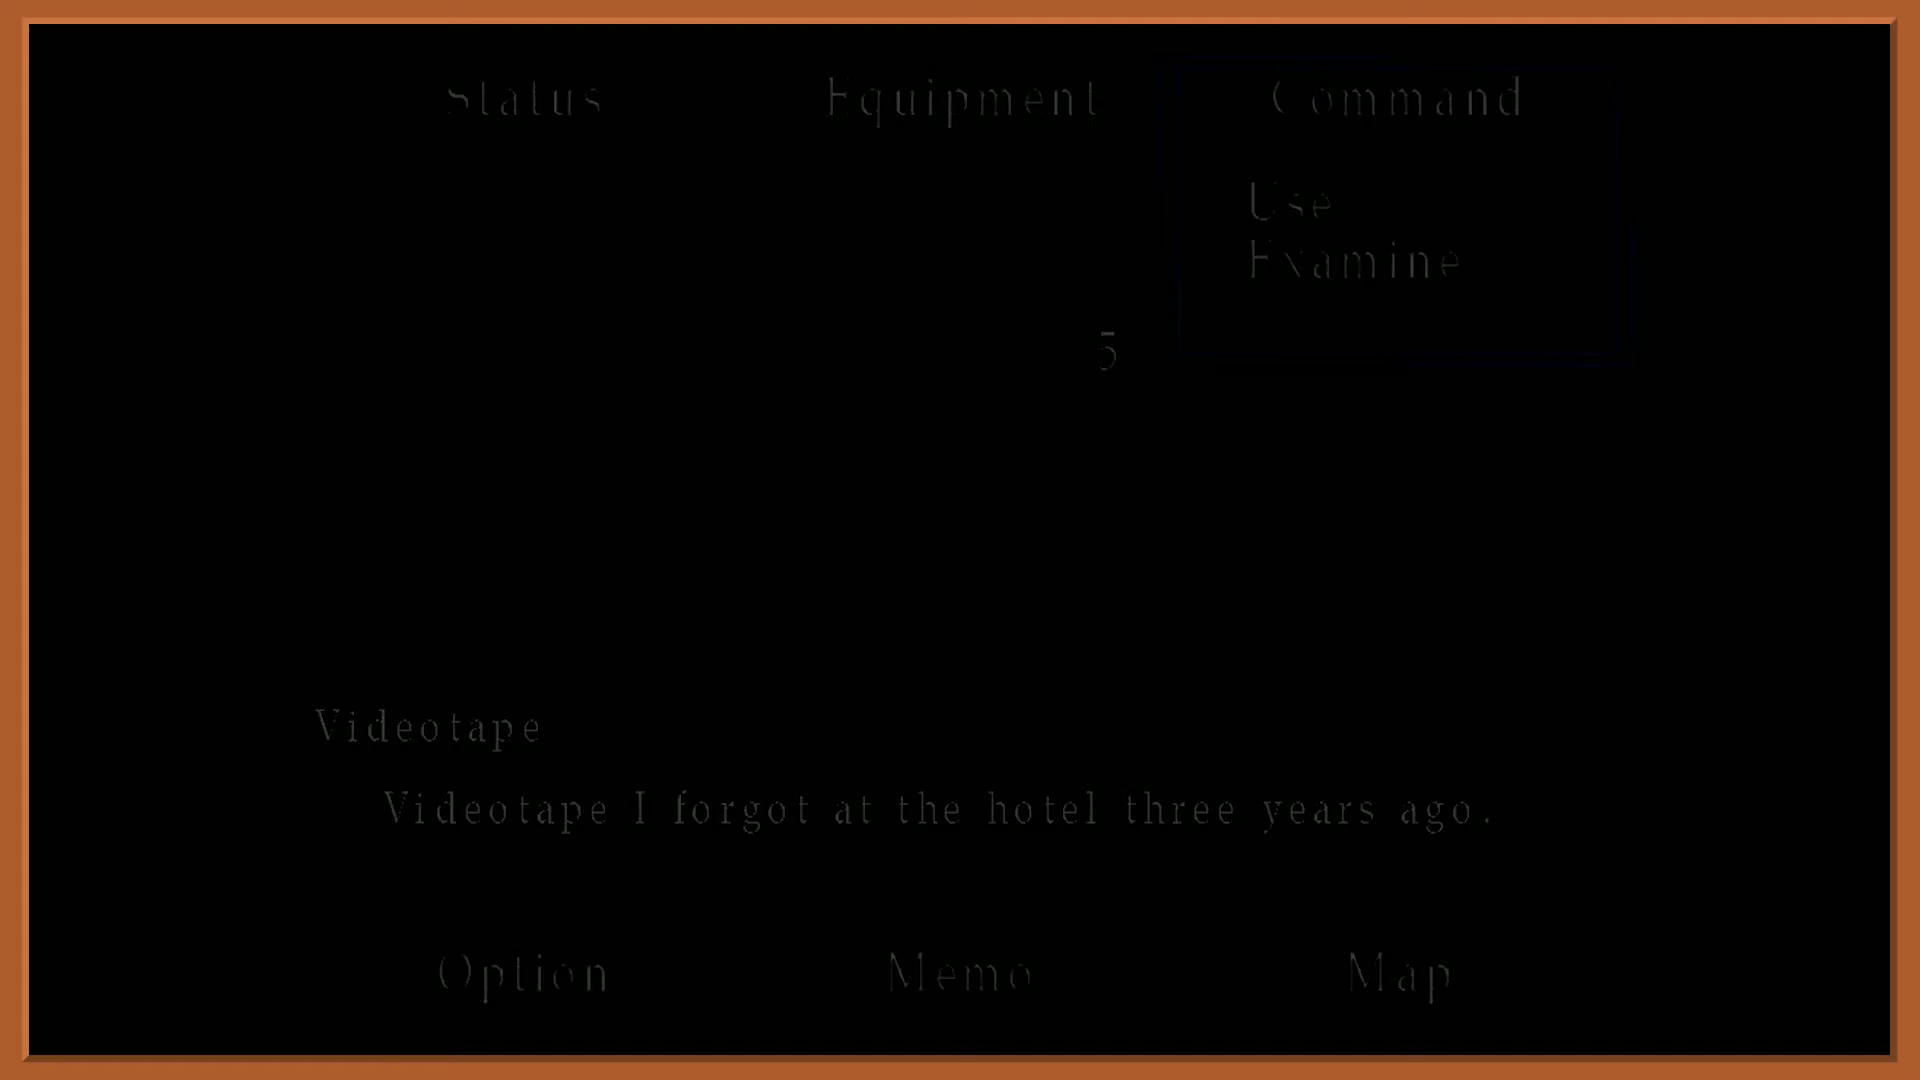 Status Equipment Command
Use
Examine
5
Videotape
Videotape I forgot at the hotel three years ago.
Option Memo Map